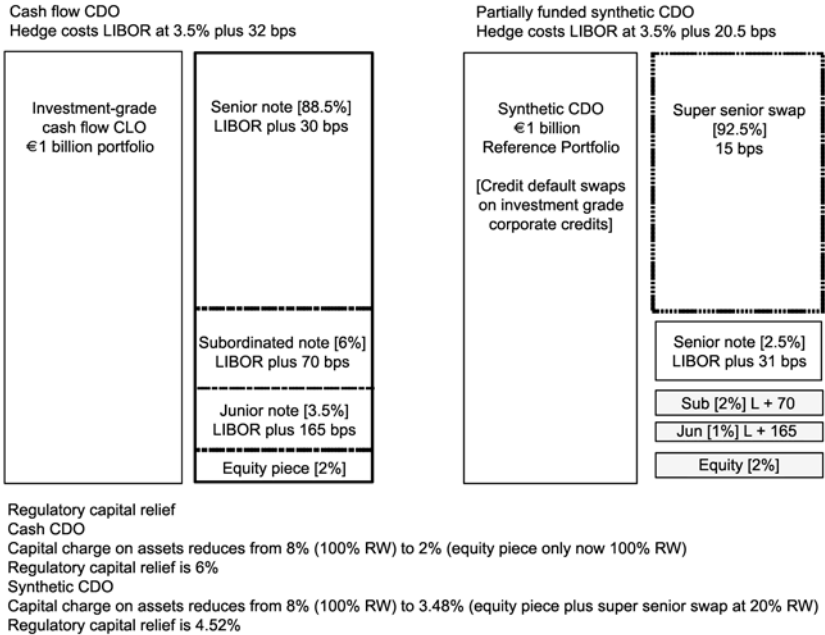 Cash flow CDO
Hedge costs LIBOR at 3.5% plus 32 bps
Investment-grade
cash flow CLO
€1 billion portfolio
Senior note [88.5%]
LIBOR plus 30 bps
Subordinated note [6%]
LIBOR plus 70 bps
Junior note [3.5%]
LIBOR plus 165 bps
Equity piece [2%]
Partially funded synthetic CDO
Hedge costs LIBOR at 3.5% plus 20.5 bps
Synthetic CDO
€1 billion
Reference Portfolio
[Credit default swaps
on investment grade
corporate credits]
Super senior swap
[92.5%]
15 bps
Senior note [2.5%]
LIBOR plus 31 bps
Sub [2%] L + 70
Jun [1%] L + 165
Equity [2%]
Regulatory capital relief
Cash CDO
Capital charge on assets reduces from 8% (100% RW) to 2% (equity piece only now 100% RW)
Regulatory capital relief is 6%
Synthetic CDO
Capital charge on assets reduces from 8% (100% RW) to 3.48% (equity piece plus super senior swap at 20% RW)
Regulatory capital relief is 4.52%